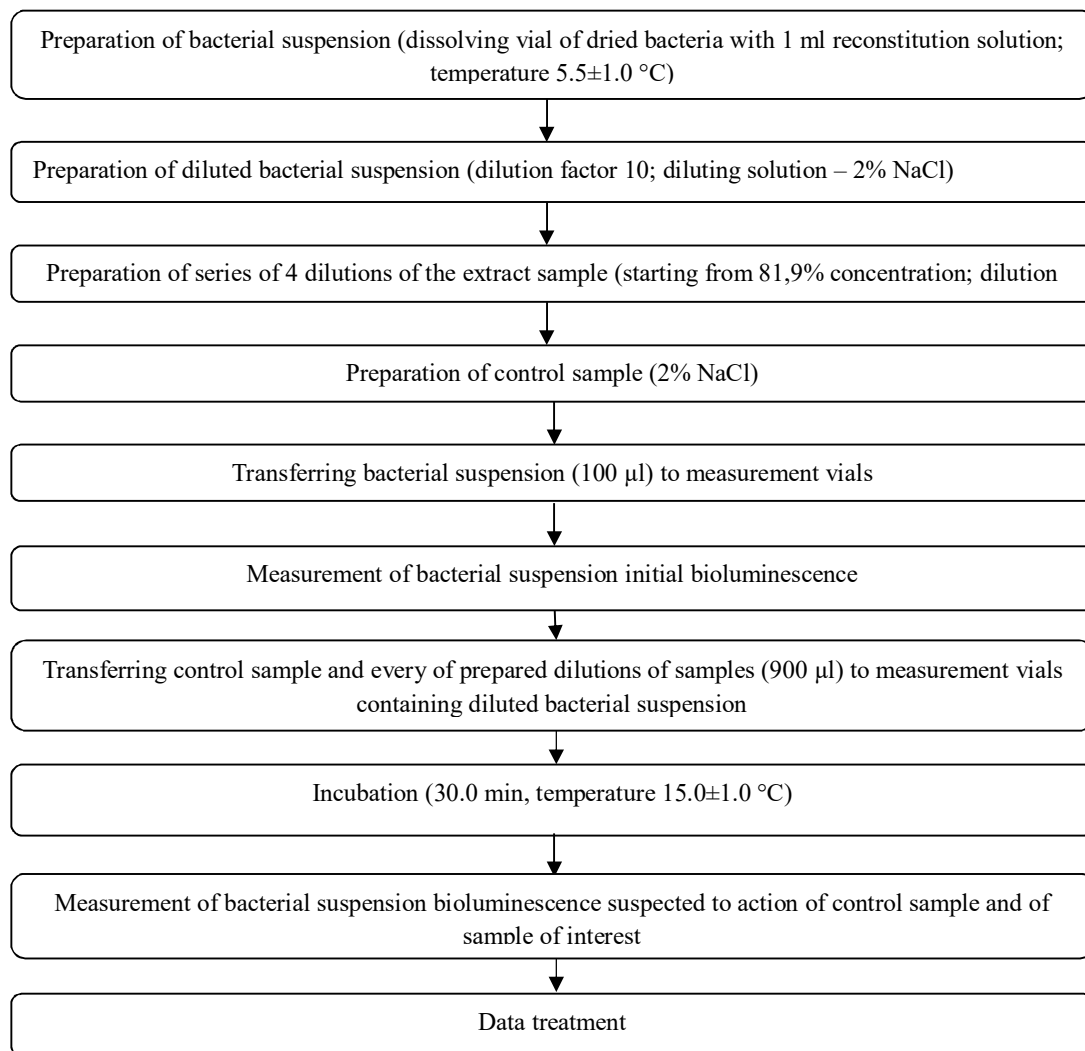 Preparation of bacterial suspension (dissolving vial of dried bacteria with 1 ml reconstitution solution;
temperature 5.5±1.0 °C)
Preparation of diluted bacterial suspension (dilution factor 10; diluting solution – 2% NaCl)
Preparation of series of 4 dilutions of the extract sample (starting from 81,9% concentration; dilution
Preparation of control sample (2% NaCl)
Transferring bacterial suspension (100 µl) to measurement vials
Measurement of bacterial suspension initial bioluminescence
Transferring control sample and every of prepared dilutions of samples (900 µl) to measurement vials
containing diluted bacterial suspension
Incubation (30.0 min, temperature 15.0±1.0 °C)
Measurement of bacterial suspension bioluminescence suspected to action of control sample and of
sample of interest
Data treatment